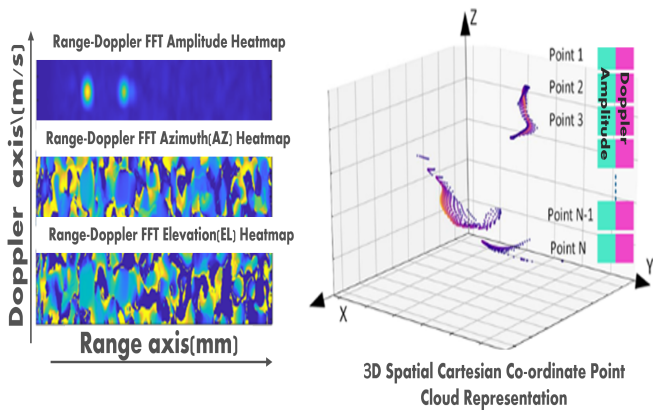 Range-Doppler FFT Amplitude Heatmap
Range-Doppler FFT Azimuth(AZ) Heatmap
Range-Doppler FFT Elevation(EL) Heatmap
Doppler axis\(m/s)
Range axis(mm)
Z
Point 1
Point 2
Point 3
Point N-1
Point N
Amplitude
Doppler
X
Y
3D Spatial Cartesian Co-ordinate Point
Cloud Representation